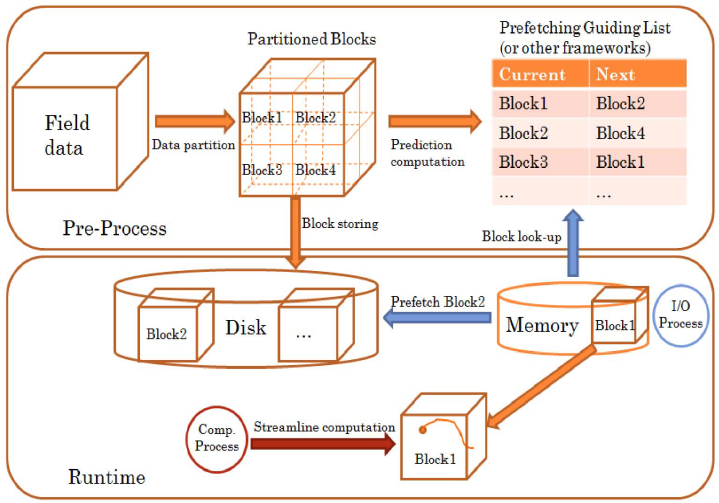 Partitioned Blocks
Prefetching Guiding List
(or other frameworks)
Current Next
Block1 Block2
Block2 Block4
Block3 Block1
... ...
Field
data
Data partition
Block1 Block2
Block3 Block4
Prediction
computation
Pre-Process
Block storing
Block look-up
Block2
Disk
...
Prefetch Block2
Memory
Block1
I/O
Process
Comp.
Process
Streamline computation
Block1
Runtime